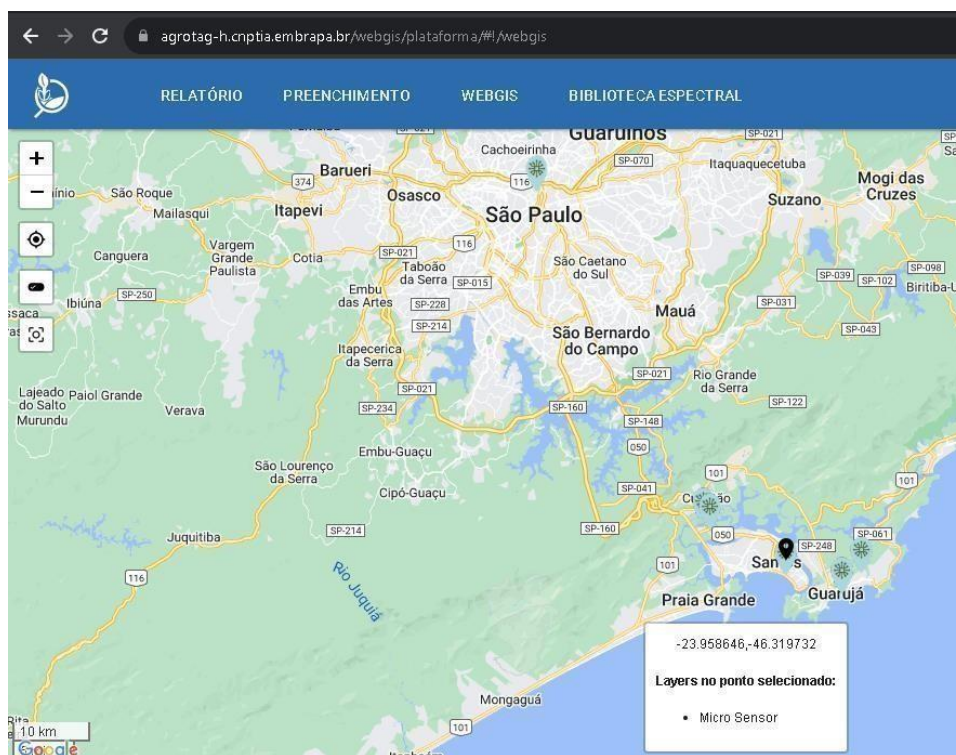 agrotag-h.cnptia.embrapa.br/webgis/plataforma/#!/webgis
RELATÓRIO PREENCHIMENTO WEBGIS BIBLIOTECA ESPECTRAL
Guarulhos
SP-021
Cachoeirinha
SP-070
Itaquaquecetuba
Barueri
374
116
Mogi das
Cruzes
Osasco
Suzano
São Roque
Itapevi
São Paulo
Mailasqui
Vargem
Grande
Paulista
116
Canguera
Cotia
SP-021
Taboão
da Serra
SP-015
São Caetano
do Sul
SP-039
SP-102
SP-098
Ibiúna
SP-250
Embu
das Artes
SP-228
SP-031
Mauá
SP-214
São Bernardo
do Campo
SP-043
Itapecerica
da Serra
SP-021
Rio Grande
da Serra
SP-021
Lajeado
do Salto
Murundu
Paiol Grande
Verava
SP-234
SP-160
SP-122
SP-148
Embu-Guaçu
050
São Lourenço
da Serra
101
101
Cipó-Guaçu
SP-041
SP-214
SP-160
Juquitiba
050
SP-248
SP-061
101
116
Rio Juquiá
Guarujá
Praia Grande
-23.958646,-46.319732
Layers no ponto selecionado:
• Micro Sensor
Mongaguá
101
10 km
Google